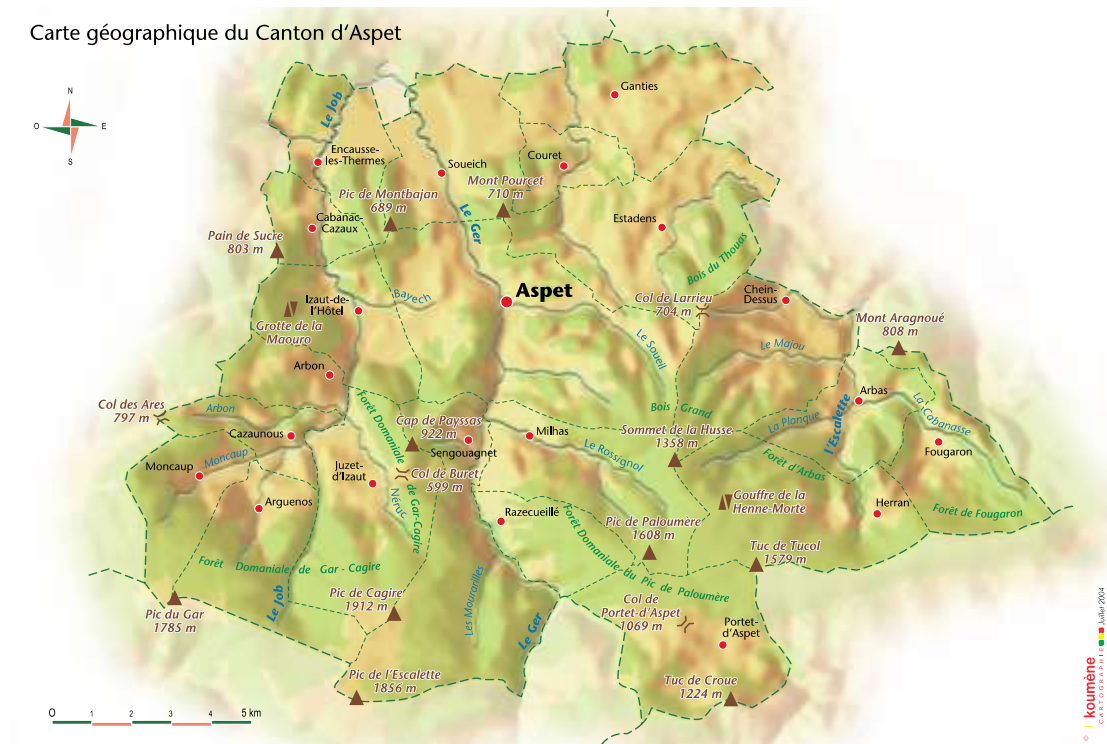 Carte géographique du Canton d'Aspet
N
O
E
S
Ganties
Le Job
Encausse-
les-Thermes
Soueich
Couret
Pic de Montbajan
689 m
Mont Pourcet
710 m
Le Ger
Cabanac-
Cazaux
Estadens
Pain de Sucre
803 m
Bois du Thouas
Aspet
Bayech
Izaut-de-
l'Hôtel
Grotte de la
Maouro
Col de Larrieu
704 m
Chein-
Dessus
Mont Aragnoué
808 m
Le Soueil
Le Majou
Arbon
Arbas
Col des Ares
797 m
Arbon
Forêt Domaniale
de Gar-Cagire
Bois Grand
La Cabanasse
Cap de Payssas
922 m
Sommet de la Husse
1358 m
La Planque
l'Escalette
Cazaunous
Sengouagnet
Milhas
Le Rossignol
Fougaron
Moncaup
Moncaup
Juzet-
d'Izaut
Col de Buret
599 m
Forêt d'Arbas
Néruc
Arguenos
Gouffre de la
Henne-Morte
Herran
Forêt de Fougaron
Razecueillé
Pic de Paloumère
1608 m
Forêt Domaniale du Pic de Paloumère
Tuc de Tucol
1579 m
Forêt Domaniale de Gar - Cagire
Pic du Gar
1785 m
Le Job
Pic de Cagire
1912 m
Les Mourarilles
Le Ger
Col de
Portet-d'Aspet
1069 m
Portet-
d'Aspet
Pic de l'Escalette
1856 m
Tuc de Croue
1224 m
0 1 2 3 4 5 km
© koumène
CARTOGRAPHIE Juillet 2004